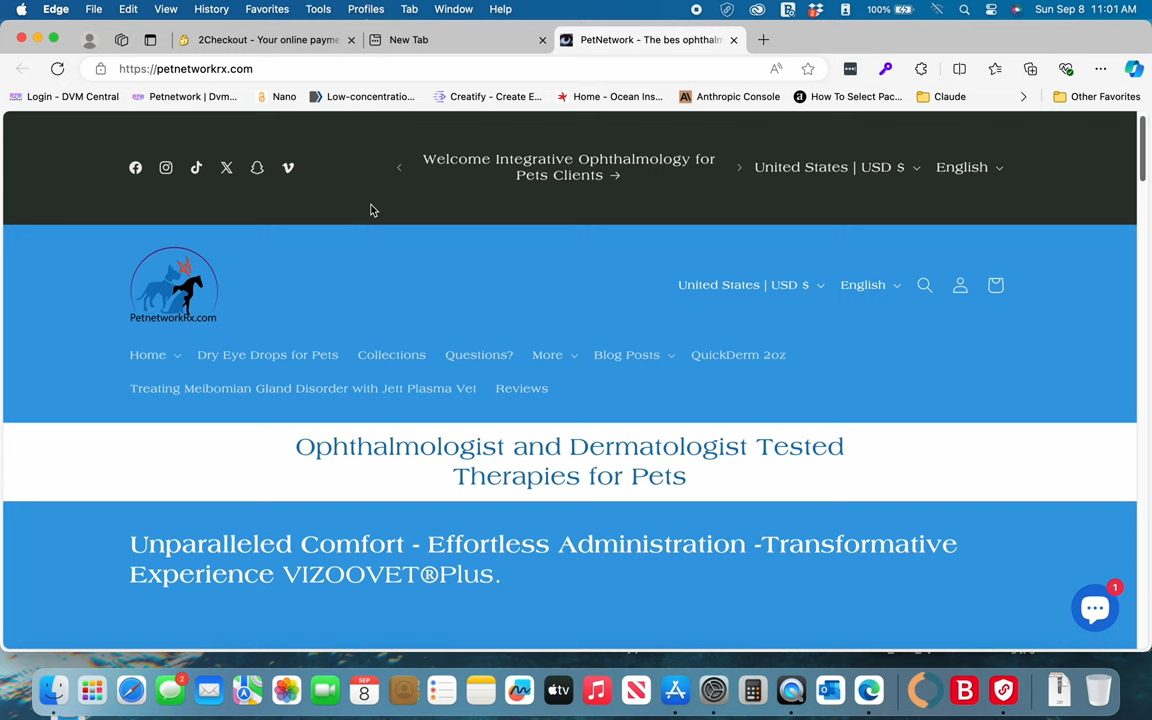 Edge File Edit View History Favorites Tools Profiles Tab Window Help 100% Sun Sep 8 11:01 AM
2Checkout - Your online payme New Tab PetNetwork - The bes ophthaln
https://petnetworkrx.com
Login - DVM Central Petnetwork | Dvm... Nano Low-concentratio... Creatify - Create E... Home - Ocean Ins... Anthropic Console How To Select Pac... Claude Other Favorites
Welcome Integrative Ophthalmology for
Pets Clients →
United States | USD $ English
PetnetworkRx.com
United States | USD $ English
Home Dry Eye Drops for Pets Collections Questions? More Blog Posts QuickDerm 2oz
Treating Meibomian Gland Disorder with Jett Plasma Vet Reviews
Ophthalmologist and Dermatologist Tested
Therapies for Pets
Unparalleled Comfort - Effortless Administration -Transformative
Experience VIZOOVET®Plus.
1
2
SEP
8